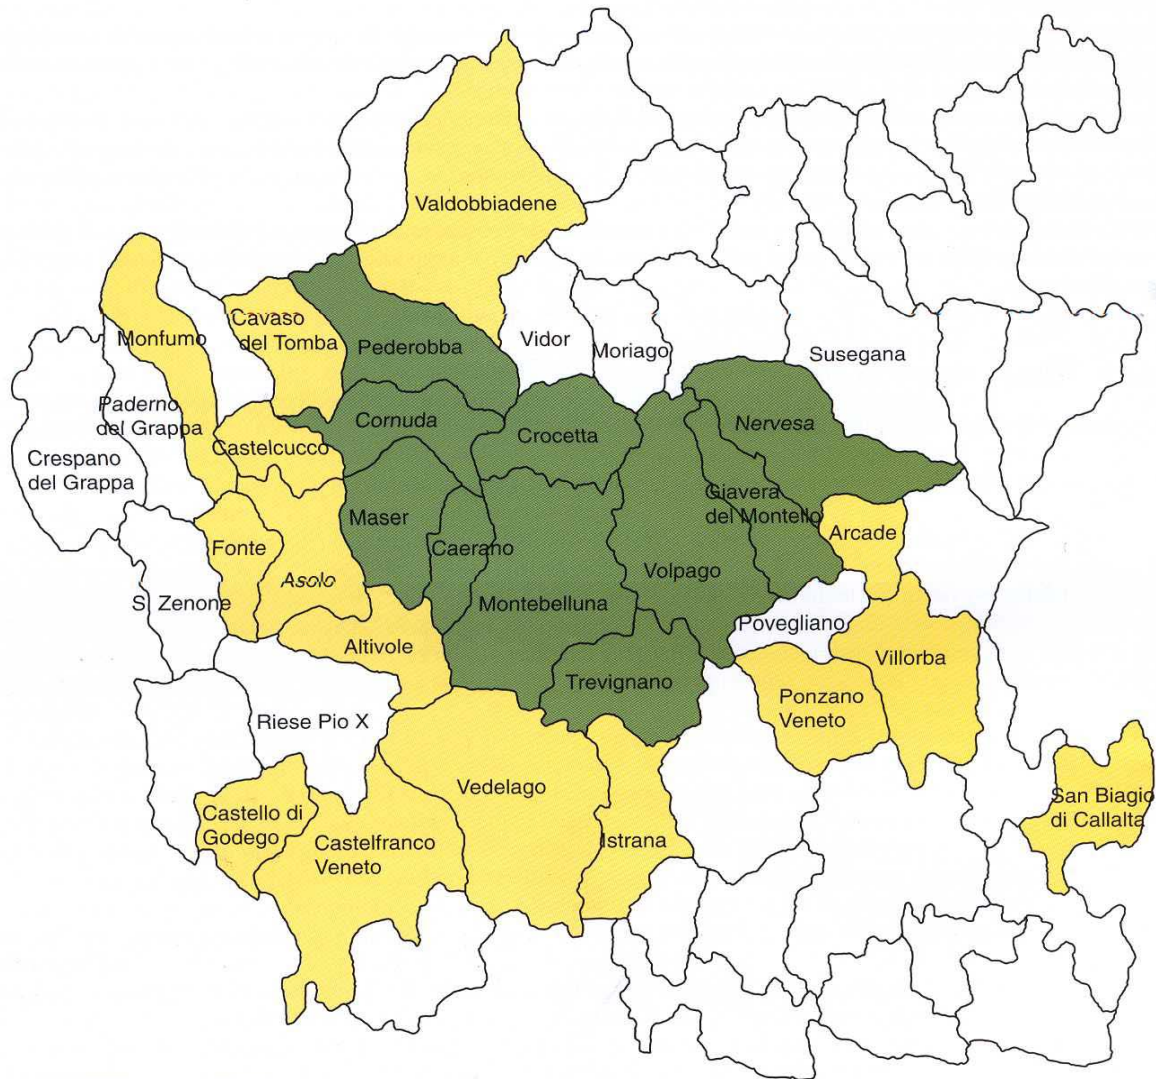 Valdobbiadene
Monfumo
Cavaso
del Tomba
Pederobba
Vidor
Moriago
Susegana
Paderno
del Grappa
Cornuda
Crocetta
Nervesa
Castelcucco
Crespano
del Grappa
Maser
Giavera
del Montello
Fonte
Asolo
Caerano
Volpago
Arcade
S. Zenone
Montebelluna
Povegliano
Altivole
Trevignano
Villorba
Ponzano
Veneto
Riese Pio X
Vedelago
Castello di
Godego
Castelfranco
Veneto
Istrana
San Biagio
di Callalta